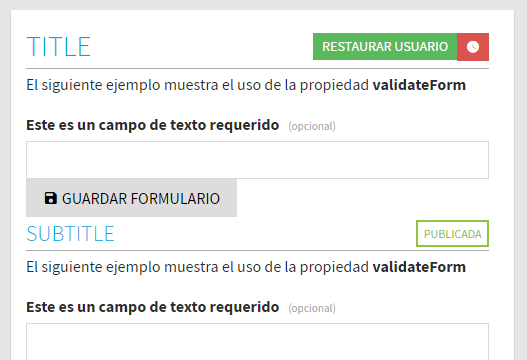 TITLE RESTAURAR USUARIO
El siguiente ejemplo muestra el uso de la propiedad validateForm
Este es un campo de texto requerido (opcional)
GUARDAR FORMULARIO
SUBTITLE PUBLICADA
El siguiente ejemplo muestra el uso de la propiedad validateForm
Este es un campo de texto requerido (opcional)